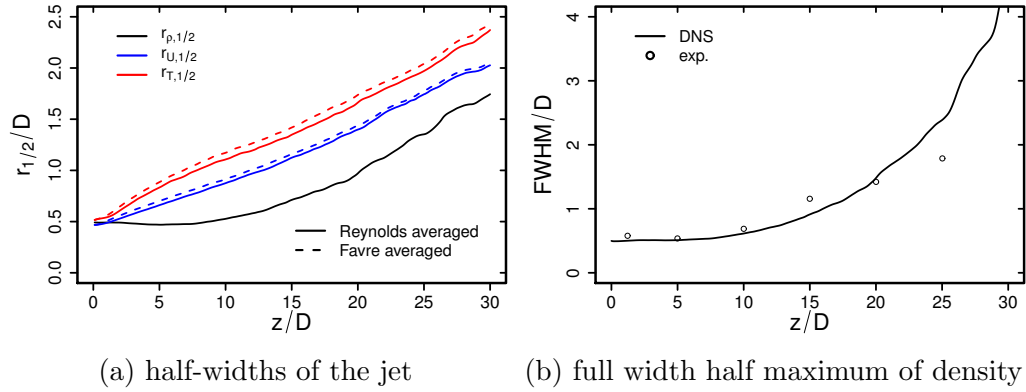 r_{ρ,1/2}
r_{U,1/2}
r_{T,1/2}
Reynolds averaged
Favre averaged
r_{1/2}/D
0.0 0.5 1.0 1.5 2.0 2.5
0 5 10 15 20 25 30
z/D
DNS
exp.
FWHM/D
0 1 2 3 4
0 5 10 15 20 25 30
z/D
(a) half-widths of the jet
(b) full width half maximum of density